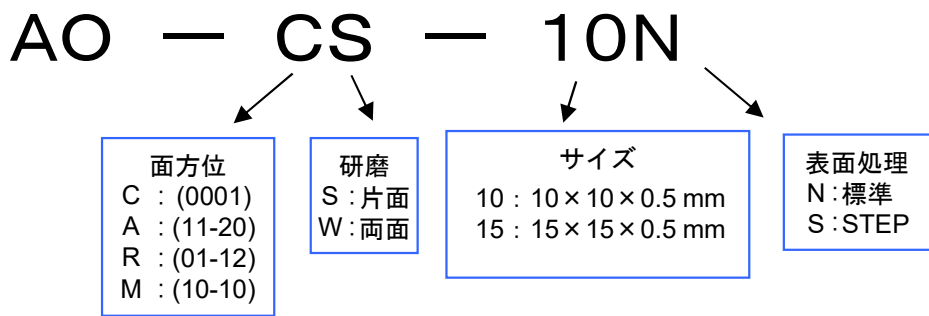 AO — CS — 10N
面方位
C : (0001)
A : (11-20)
R : (01-12)
M : (10-10)
研磨
S:片面
W:両面
サイズ
10 : 10×10×0.5 mm
15 : 15×15×0.5 mm
表面処理
N:標準
S:STEP